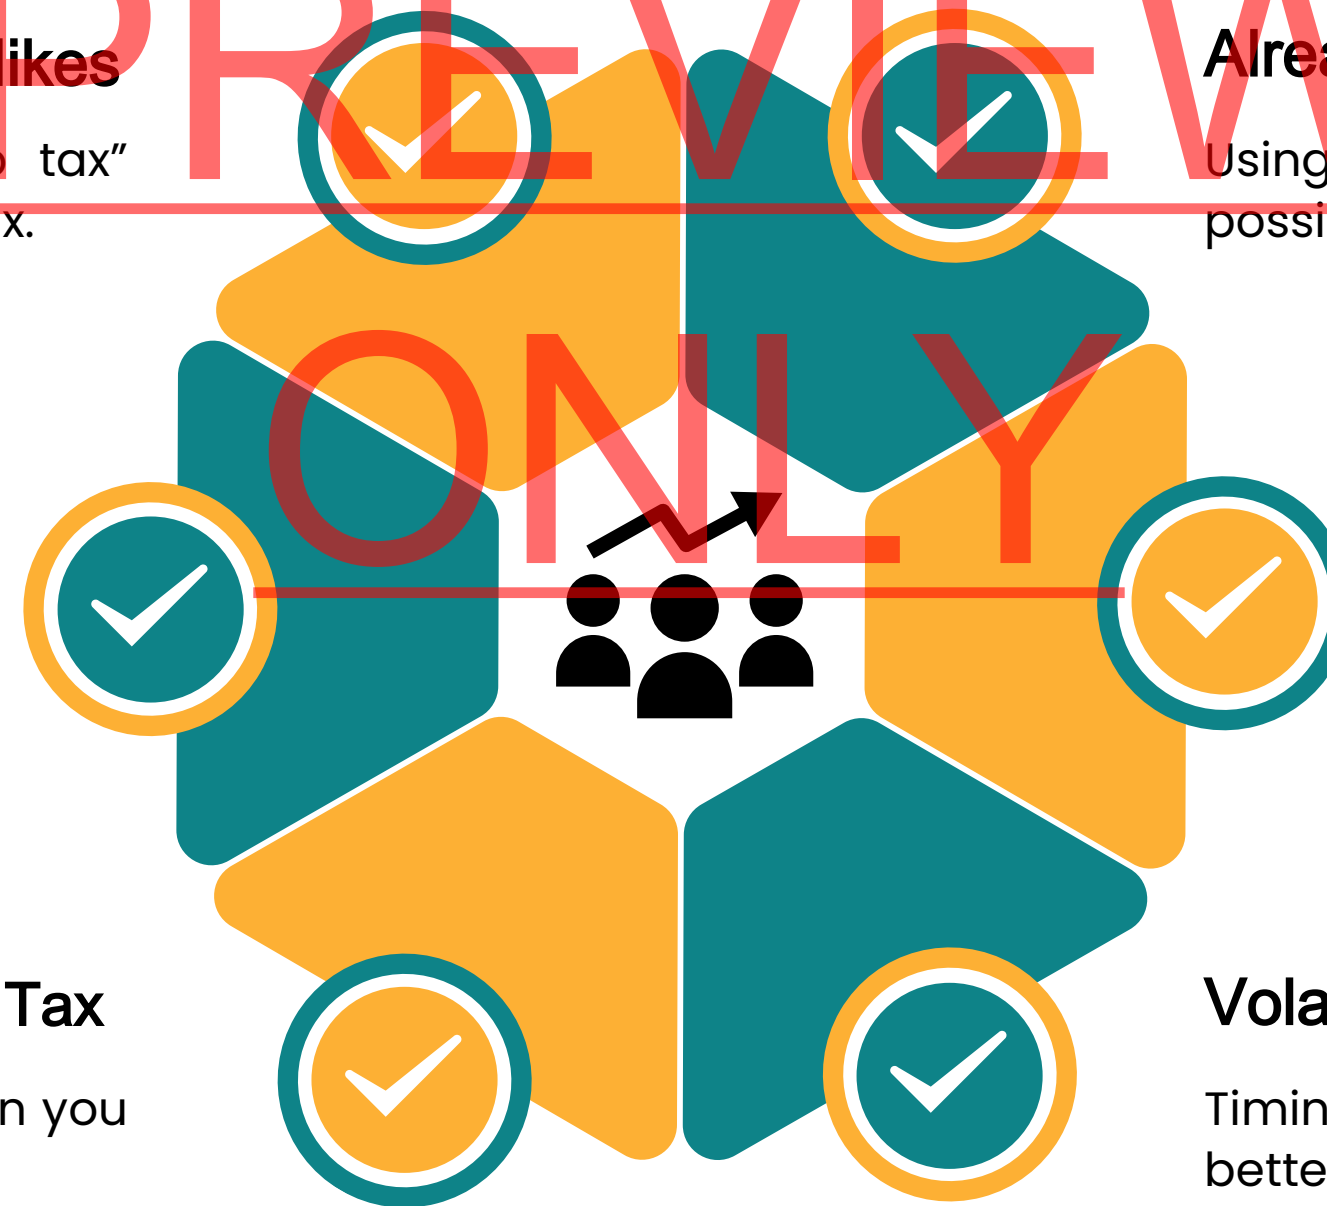 PREVIEW
ONLY
likes
tax”
x.
Alrea
Using
possi
Tax
n you
Vola
Timin
bette